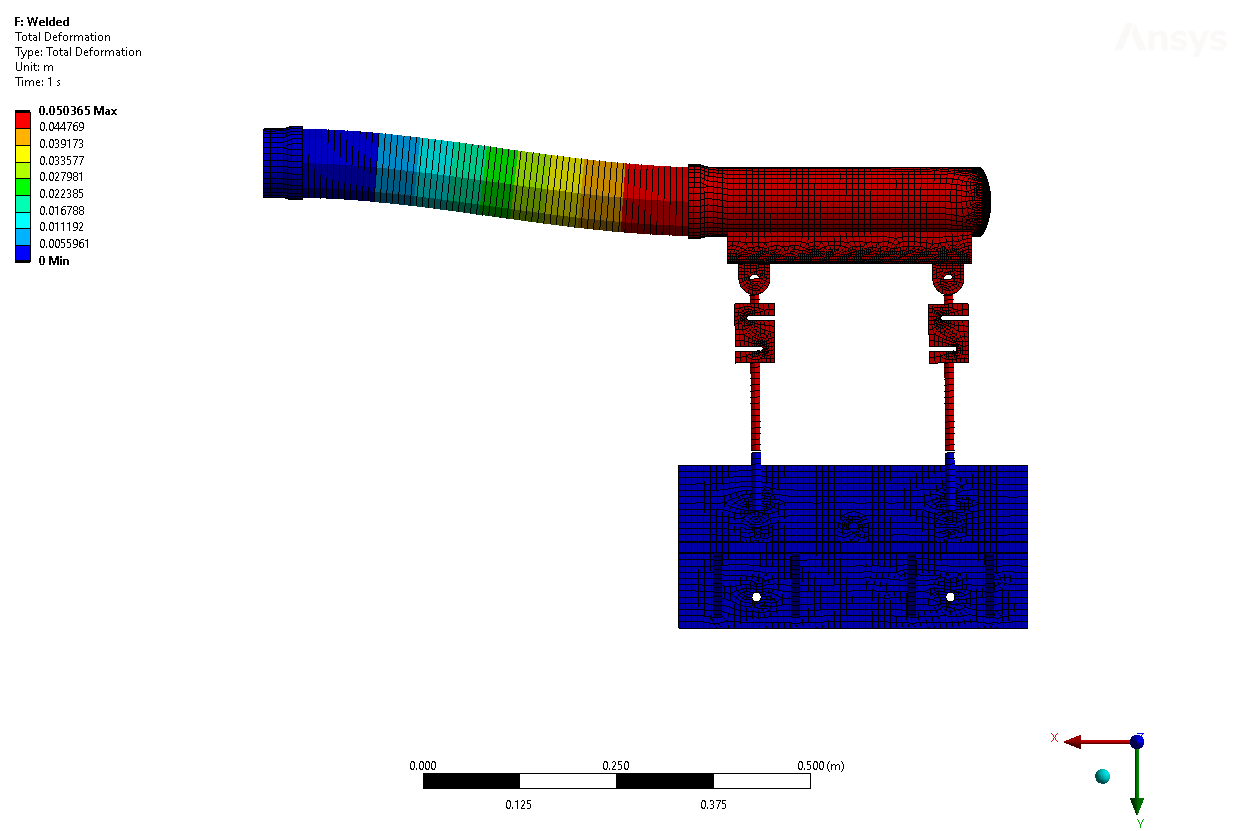 F: Welded
Total Deformation
Type: Total Deformation
Unit: m
Time: 1 s
Ansys
0.050365 Max
0.044769
0.039173
0.033577
0.027981
0.022385
0.016788
0.011192
0.0055961
0 Min
0.000
0.250
0.500 (m)
0.125
0.375
X
Z
Y